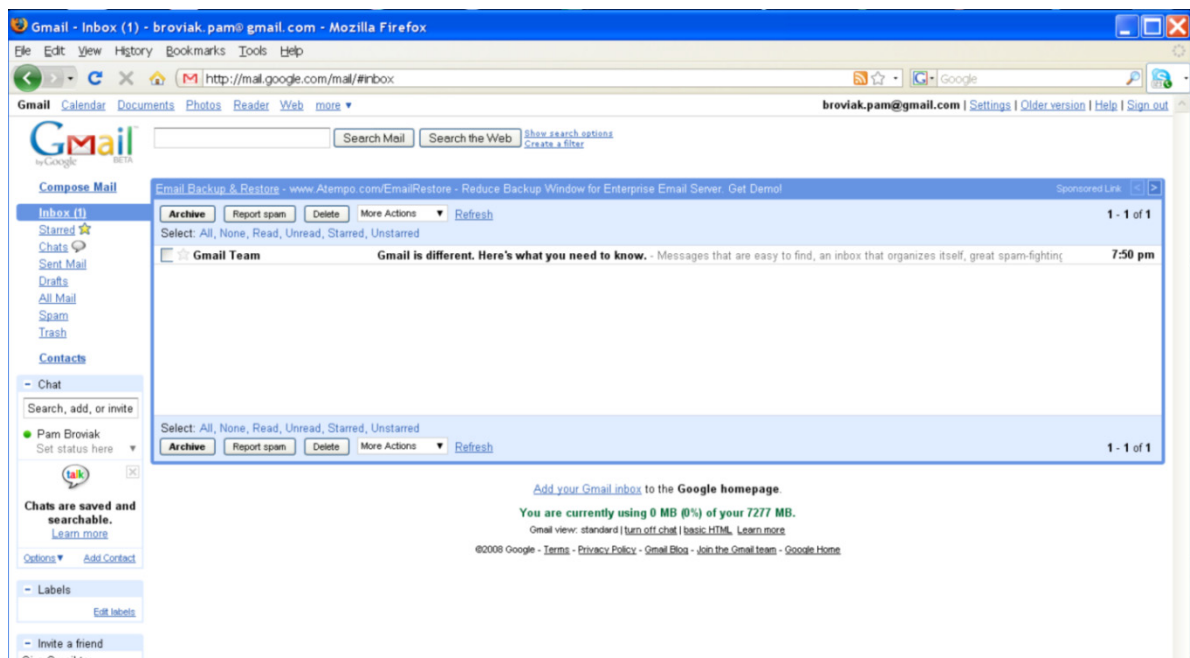 Gmail - Inbox (1) - broviak.pam@gmail.com - Mozilla Firefox
File Edit View History Bookmarks Tools Help
http://mail.google.com/mail/#inbox
Google
Gmail Calendar Documents Photos Reader Web more ▼
broviak.pam@gmail.com | Settings | Older version | Help | Sign out
Gmail
by Google BETA
Search Mail Search the Web Show search options
Create a filter
Compose Mail
Email Backup & Restore - www.Atempo.com/EmailRestore - Reduce Backup Window for Enterprise Email Server. Get Demo! Sponsored Link < >
Inbox (1)
Starred
Chats
Sent Mail
Drafts
All Mail
Spam
Trash
Contacts
Archive Report spam Delete More Actions ▼ Refresh 1 - 1 of 1
Select: All, None, Read, Unread, Starred, Unstarred
Gmail Team Gmail is different. Here's what you need to know. - Messages that are easy to find, an inbox that organizes itself, great spam-fighting 7:50 pm
Select: All, None, Read, Unread, Starred, Unstarred
Archive Report spam Delete More Actions ▼ Refresh 1 - 1 of 1
- Chat
Search, add, or invite
Pam Broviak
Set status here ▼
talk
Chats are saved and
searchable.
Learn more
Options ▼ Add Contact
- Labels
Edit labels
- Invite a friend
Add your Gmail inbox to the Google homepage.
You are currently using 0 MB (0%) of your 7277 MB.
Gmail view: standard | turn off chat | basic HTML Learn more
©2008 Google - Terms - Privacy Policy - Gmail Blog - Join the Gmail team - Google Home